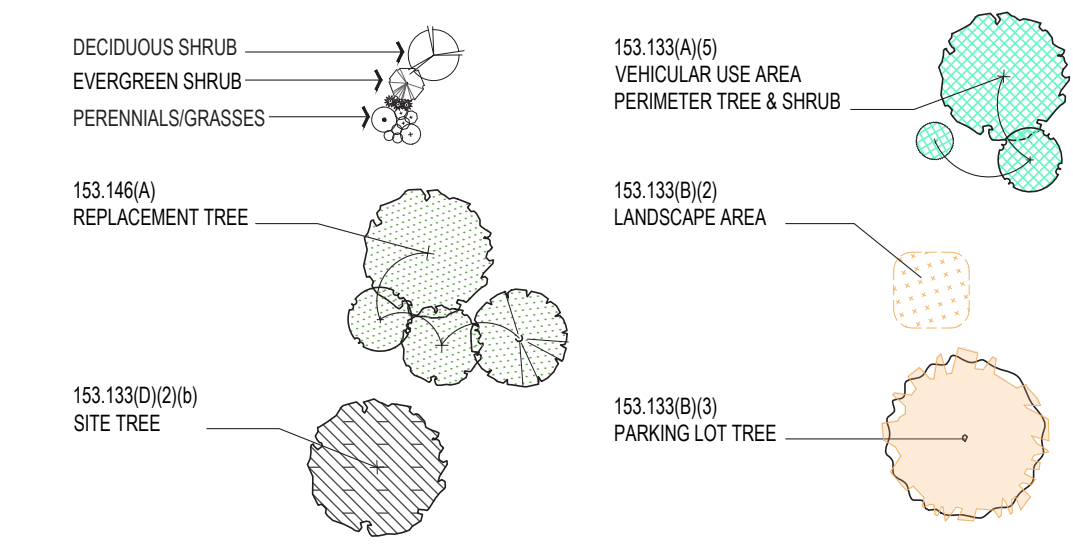 DECIDUOUS SHRUB
EVERGREEN SHRUB
PERENNIALS/GRASSES
153.146(A)
REPLACEMENT TREE
153.133(D)(2)(b)
SITE TREE
153.133(A)(5)
VEHICULAR USE AREA
PERIMETER TREE & SHRUB
153.133(B)(2)
LANDSCAPE AREA
153.133(B)(3)
PARKING LOT TREE